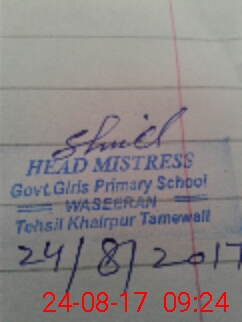 HEAD MISTRESS
Govt. Girls Primary School
WASEERAN
Tehsil Khairpur Tamewali
24/8/2017
24-08-17 09:24